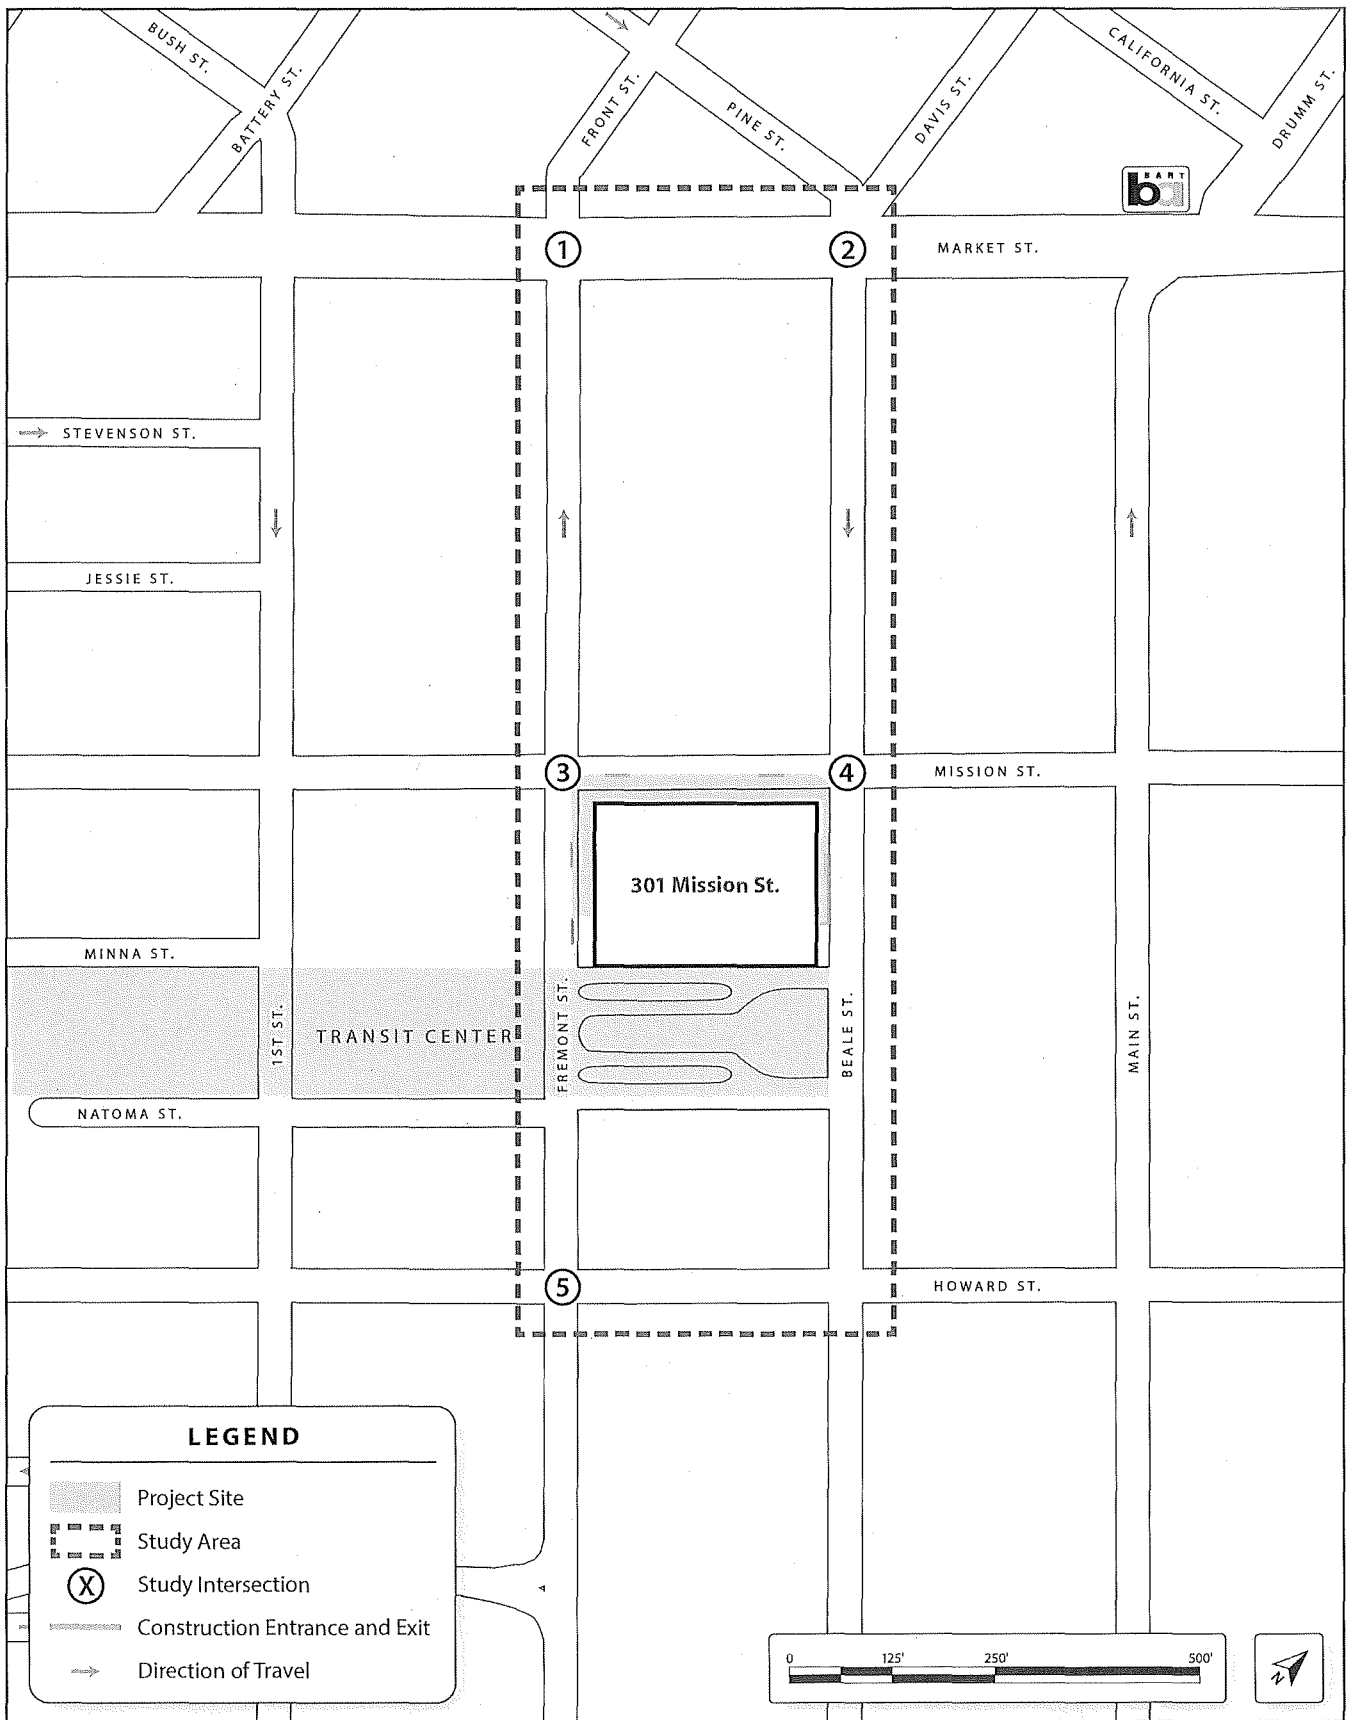 BUSH ST.
BATTERY ST.
FRONT ST.
PINE ST.
DAVIS ST.
CALIFORNIA ST.
DRUMM ST.
BART
ba
1
2
MARKET ST.
STEVENSON ST.
JESSIE ST.
3
4
MISSION ST.
301 Mission St.
MINNA ST.
1ST ST.
TRANSIT CENTER
FREMONT ST.
BEALE ST.
MAIN ST.
NATOMA ST.
5
HOWARD ST.
LEGEND
Project Site
Study Area
X Study Intersection
Construction Entrance and Exit
Direction of Travel
0 125' 250' 500'
N